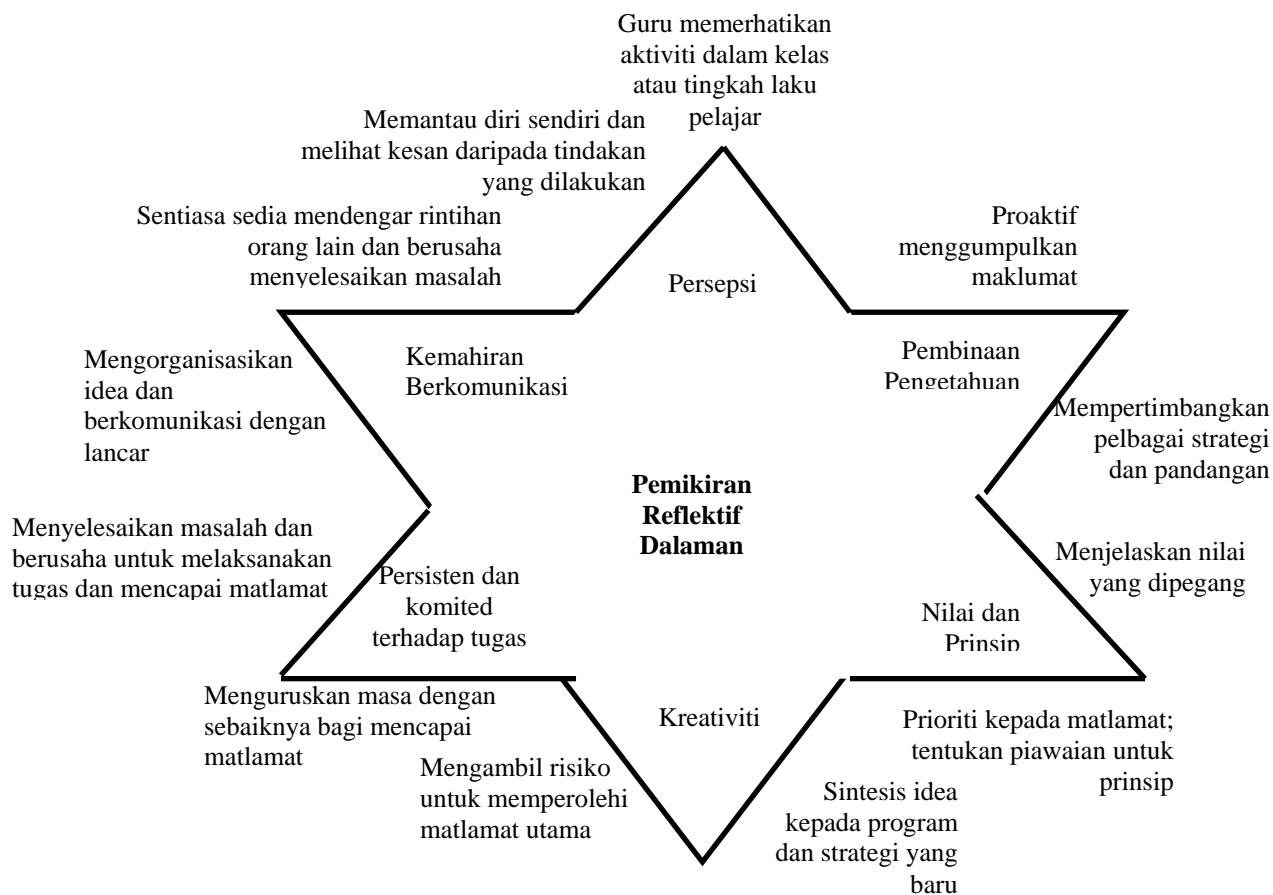 Guru memerhatikan
aktiviti dalam kelas
atau tingkah laku
pelajar
Memantau diri sendiri dan
melihat kesan daripada tindakan
yang dilakukan
Sentiasa sedia mendengar rintihan
orang lain dan berusaha
menyelesaikan masalah
Proaktif
menggumpulkan
maklumat
Persepsi
Kemahiran
Berkomunikasi
Pembinaan
Pengetahuan
Mengorganisasikan
idea dan
berkomunikasi dengan
lancar
Mempertimbangkan
pelbagai strategi
dan pandangan
Pemikiran
Reflektif
Dalaman
Menyelesaikan masalah dan
berusaha untuk melaksanakan
tugas dan mencapai matlamat
Menjelaskan nilai
yang dipegang
Persisten dan
komited
terhadap tugas
Nilai dan
Prinsip
Menguruskan masa dengan
sebaiknya bagi mencapai
matlamat
Kreativiti
Prioriti kepada matlamat;
tentukan piawaian untuk
prinsip
Mengambil risiko
untuk memperolehi
matlamat utama
Sintesis idea
kepada program
dan strategi yang
baru